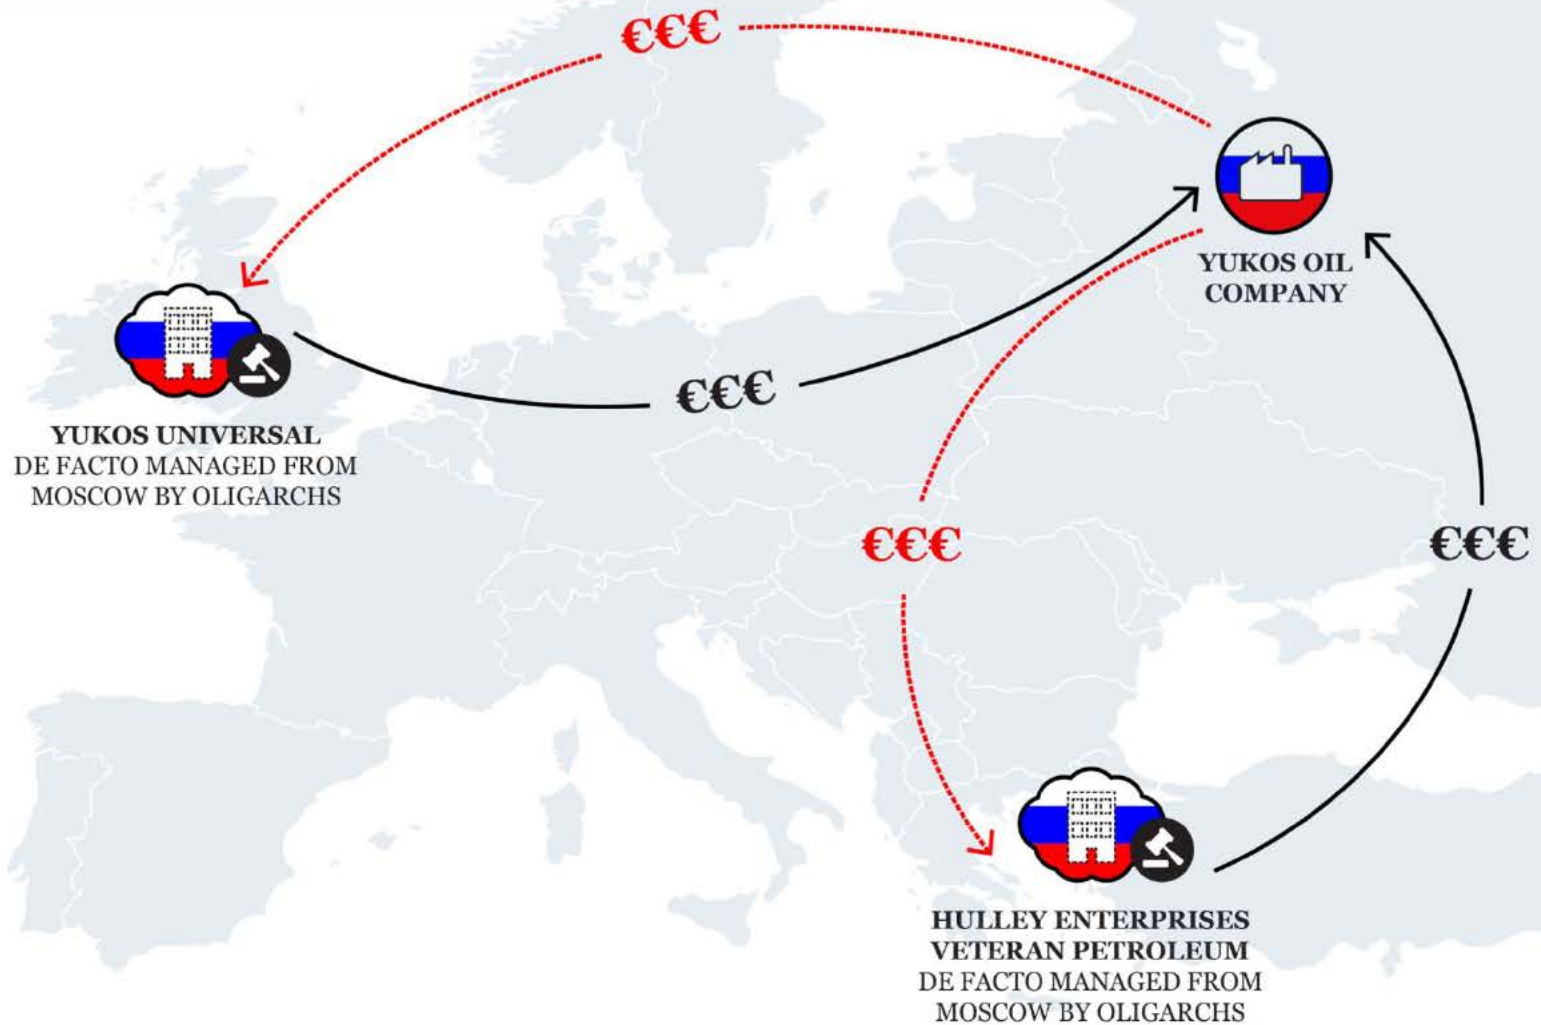 €€€
YUKOS OIL
COMPANY
€€€
YUKOS UNIVERSAL
DE FACTO MANAGED FROM
MOSCOW BY OLIGARCHS
€€€
€€€
HULLEY ENTERPRISES
VETERAN PETROLEUM
DE FACTO MANAGED FROM
MOSCOW BY OLIGARCHS